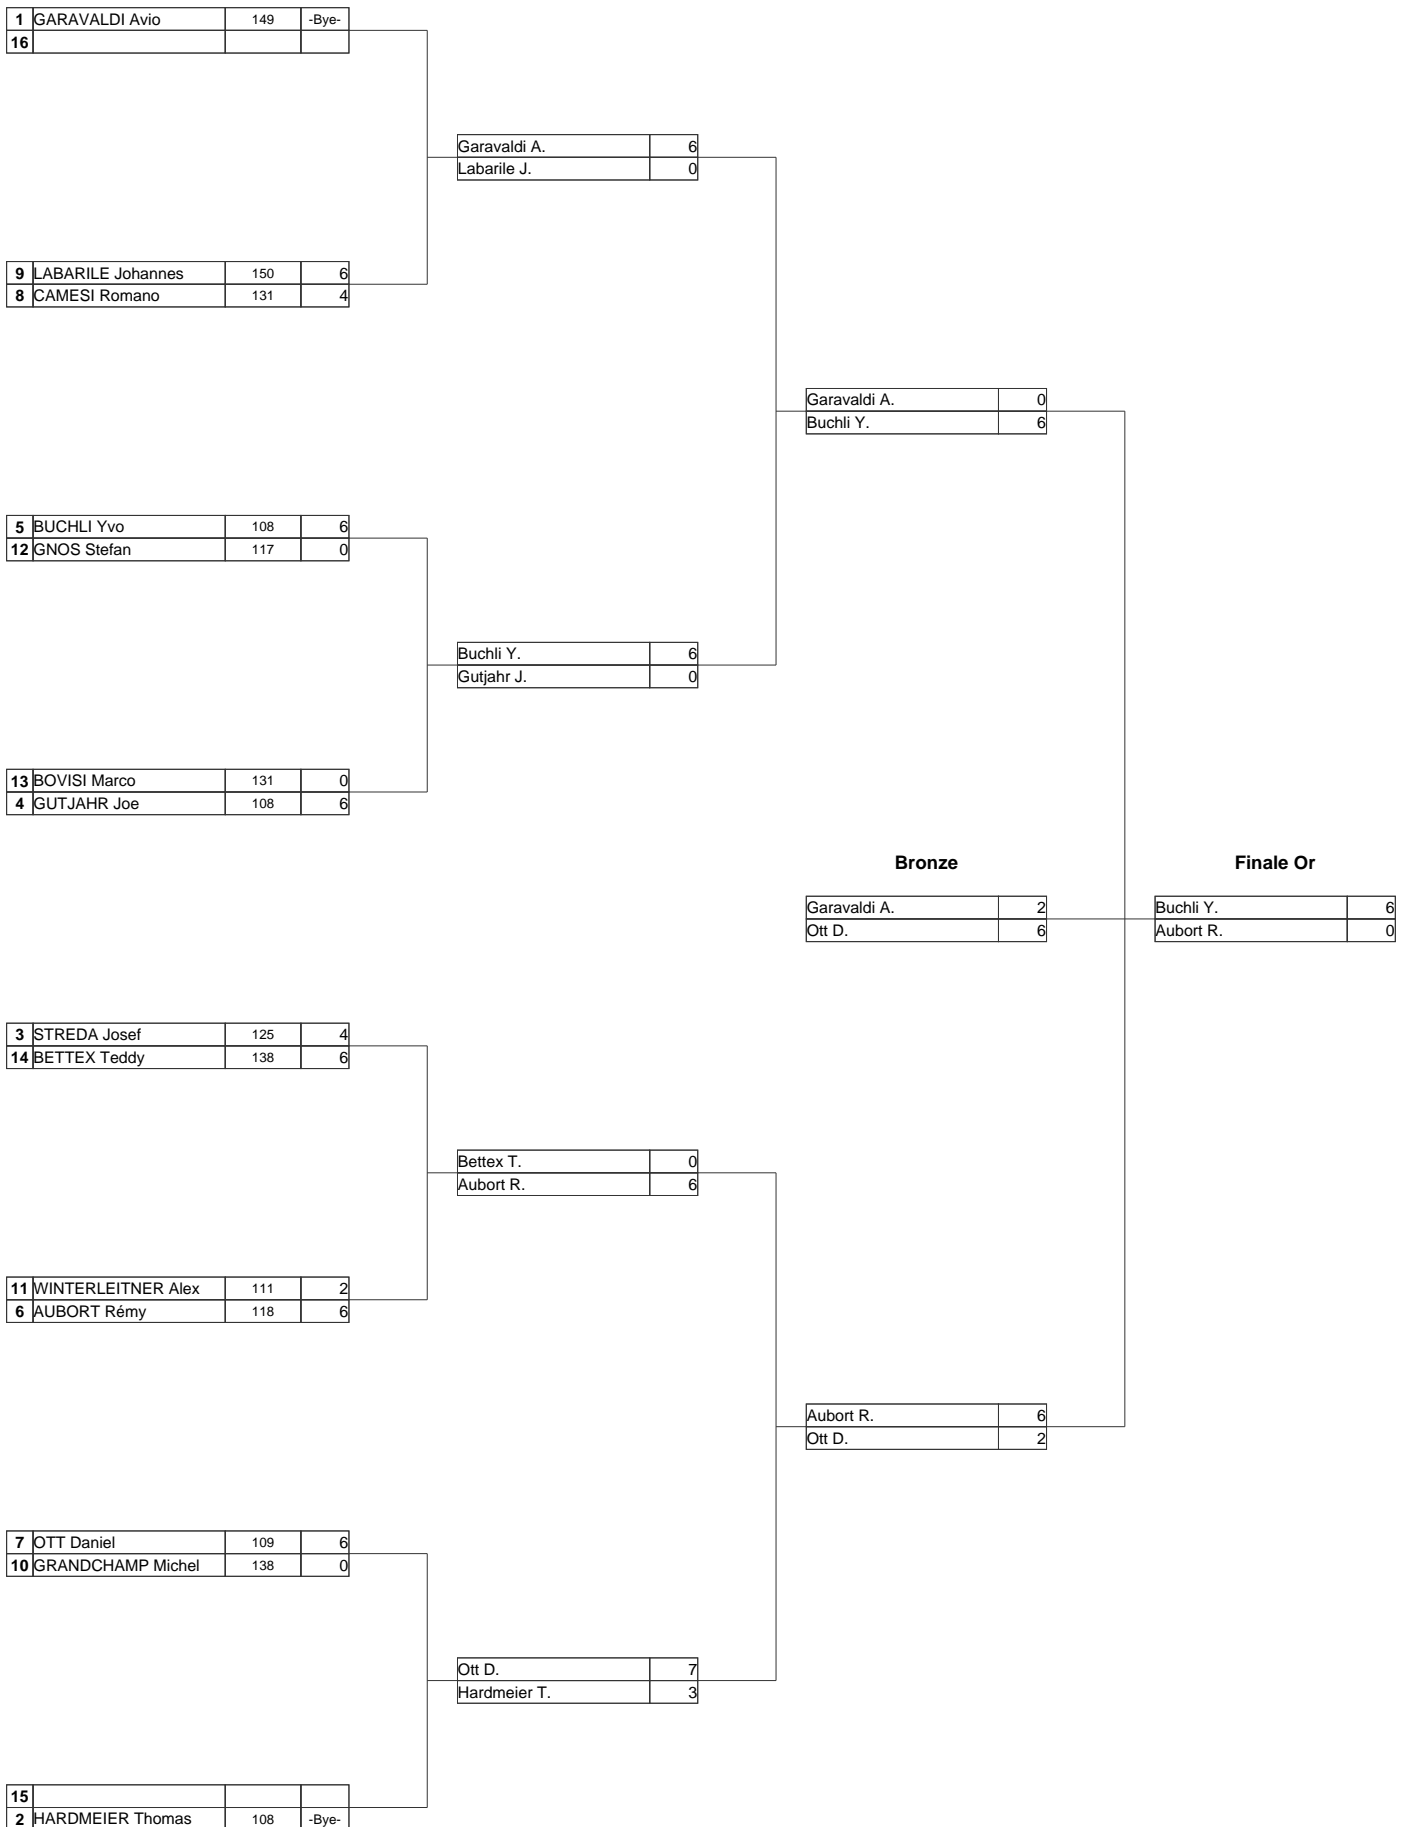 1 GARAVALDI Avio 149 -Bye-
16
Garavaldi A. 6
Labarile J. 0
9 LABARILE Johannes 150 6
8 CAMESI Romano 131 4
Garavaldi A. 0
Buchli Y. 6
5 BUCHLI Yvo 108 6
12 GNOS Stefan 117 0
Buchli Y. 6
Gutjahr J. 0
13 BOVISI Marco 131 0
4 GUTJAHR Joe 108 6
Bronze Finale Or
Garavaldi A. 2 Buchli Y. 6
Ott D. 6 Aubort R. 0
3 STREDA Josef 125 4
14 BETTEX Teddy 138 6
Bettex T. 0
Aubort R. 6
11 WINTERLEITNER Alex 111 2
6 AUBORT Rémy 118 6
Aubort R. 6
Ott D. 2
7 OTT Daniel 109 6
10 GRANDCHAMP Michel 138 0
Ott D. 7
Hardmeier T. 3
15
2 HARDMEIER Thomas 108 -Bye-